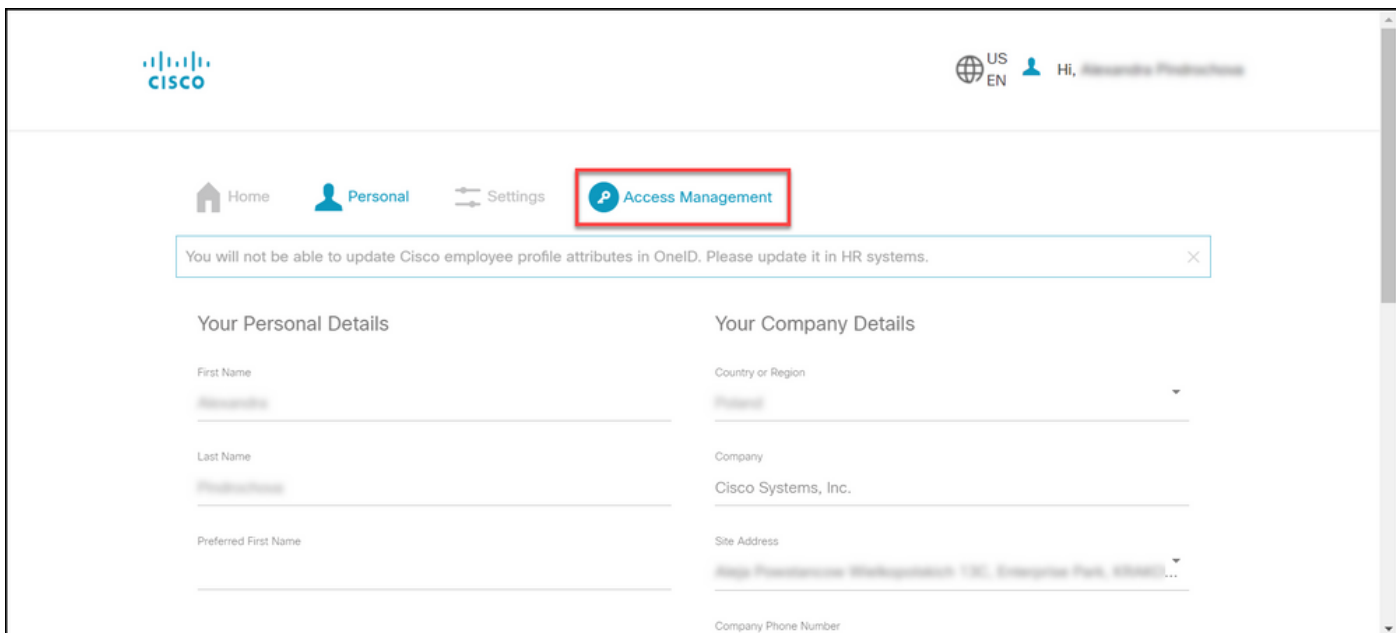 CISCO
US
EN
Hi,
Home
Personal
Settings
Access Management
You will not be able to update Cisco employee profile attributes in OneID. Please update it in HR systems.
Your Personal Details
Your Company Details
First Name
Country or Region
Last Name
Company
Cisco Systems, Inc.
Preferred First Name
Site Address
...
Company Phone Number